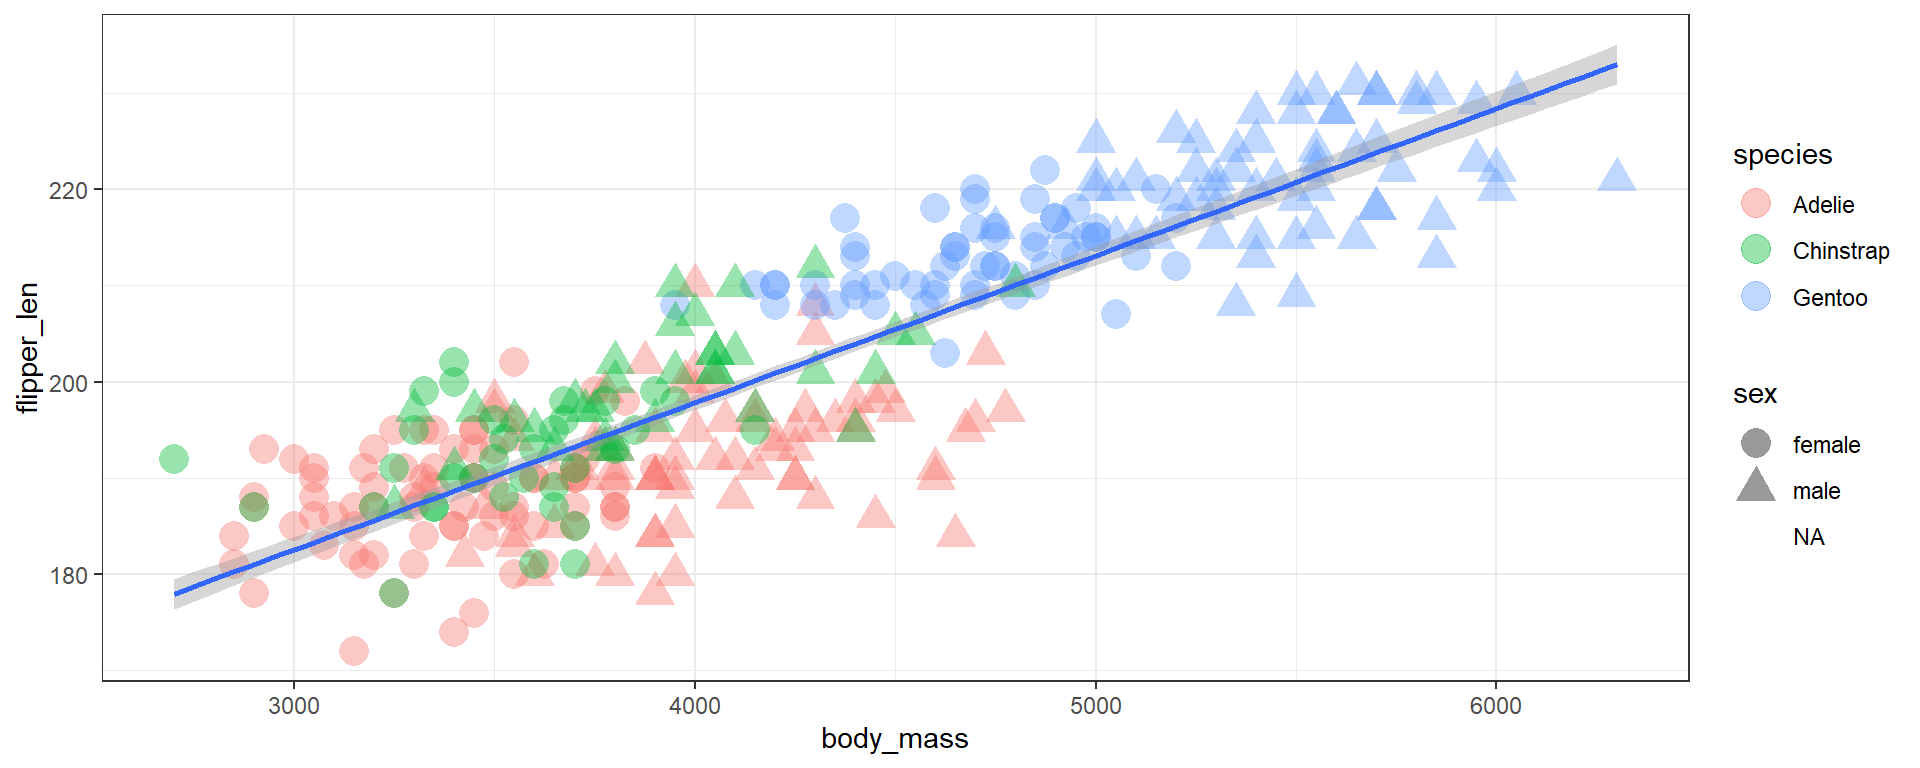 flipper_len
220
200
180
3000 4000 5000 6000
body_mass
species
Adelie
Chinstrap
Gentoo
sex
female
male
NA